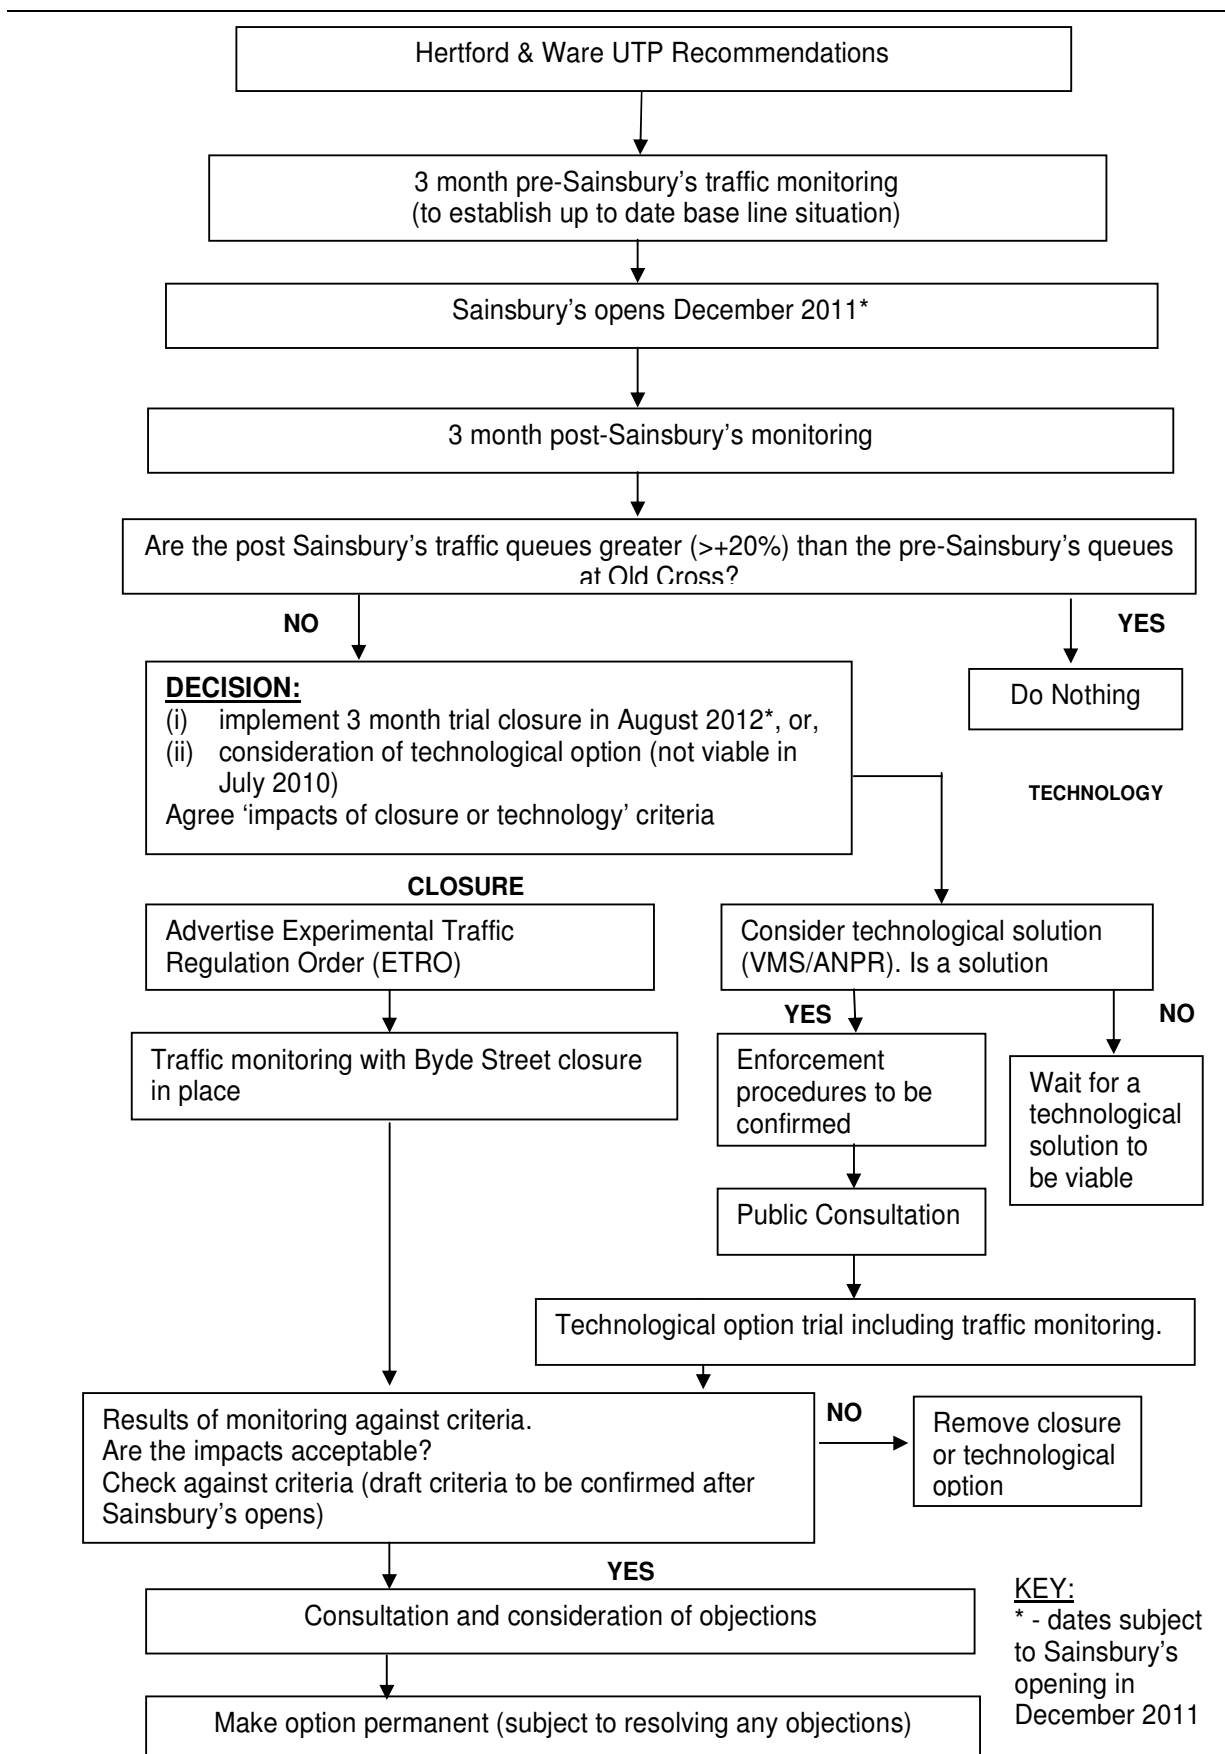 Hertford & Ware UTP Recommendations
3 month pre-Sainsbury's traffic monitoring
(to establish up to date base line situation)
Sainsbury's opens December 2011*
3 month post-Sainsbury's monitoring
Are the post Sainsbury's traffic queues greater (>+20%) than the pre-Sainsbury's queues
at Old Cross?
NO
YES
DECISION:
(i) implement 3 month trial closure in August 2012*, or,
(ii) consideration of technological option (not viable in
July 2010)
Agree 'impacts of closure or technology' criteria
Do Nothing
TECHNOLOGY
CLOSURE
Advertise Experimental Traffic
Regulation Order (ETRO)
Consider technological solution
(VMS/ANPR). Is a solution
YES
NO
Traffic monitoring with Byde Street closure
in place
Enforcement
procedures to be
confirmed
Wait for a
technological
solution to
be viable
Public Consultation
Technological option trial including traffic monitoring.
Results of monitoring against criteria.
Are the impacts acceptable?
Check against criteria (draft criteria to be confirmed after
Sainsbury's opens)
NO
Remove closure
or technological
option
YES
Consultation and consideration of objections
Make option permanent (subject to resolving any objections)
KEY:
* - dates subject
to Sainsbury's
opening in
December 2011